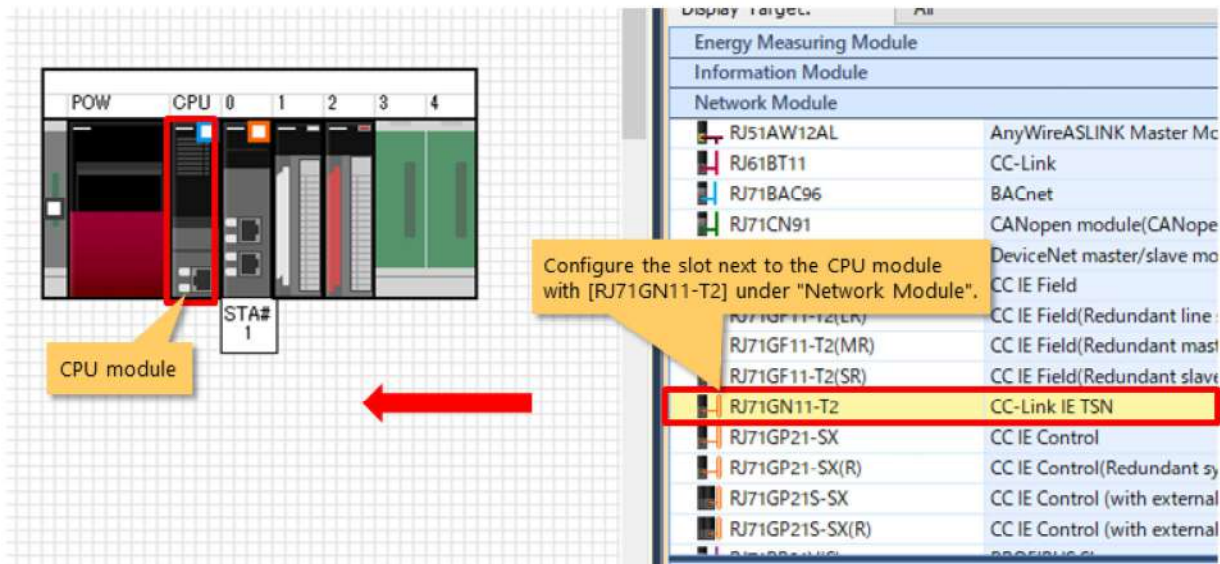 Display Target: All
Energy Measuring Module
Information Module
Network Module
POW CPU 0 1 2 3 4
RJ51AW12AL AnyWireASLINK Master Mo
RJ61BT11 CC-Link
RJ71BAC96 BACnet
RJ71CN91 CANopen module(CANope
DeviceNet master/slave mo
Configure the slot next to the CPU module
with [RJ71GN11-T2] under "Network Module".
CC IE Field
RJ71GF11-T2(LR) CC IE Field(Redundant line
STA#
1
RJ71GF11-T2(MR) CC IE Field(Redundant mast
CPU module
RJ71GF11-T2(SR) CC IE Field(Redundant slave
RJ71GN11-T2 CC-Link IE TSN
RJ71GP21-SX CC IE Control
RJ71GP21-SX(R) CC IE Control(Redundant sy
RJ71GP21S-SX CC IE Control (with external
RJ71GP21S-SX(R) CC IE Control (with external